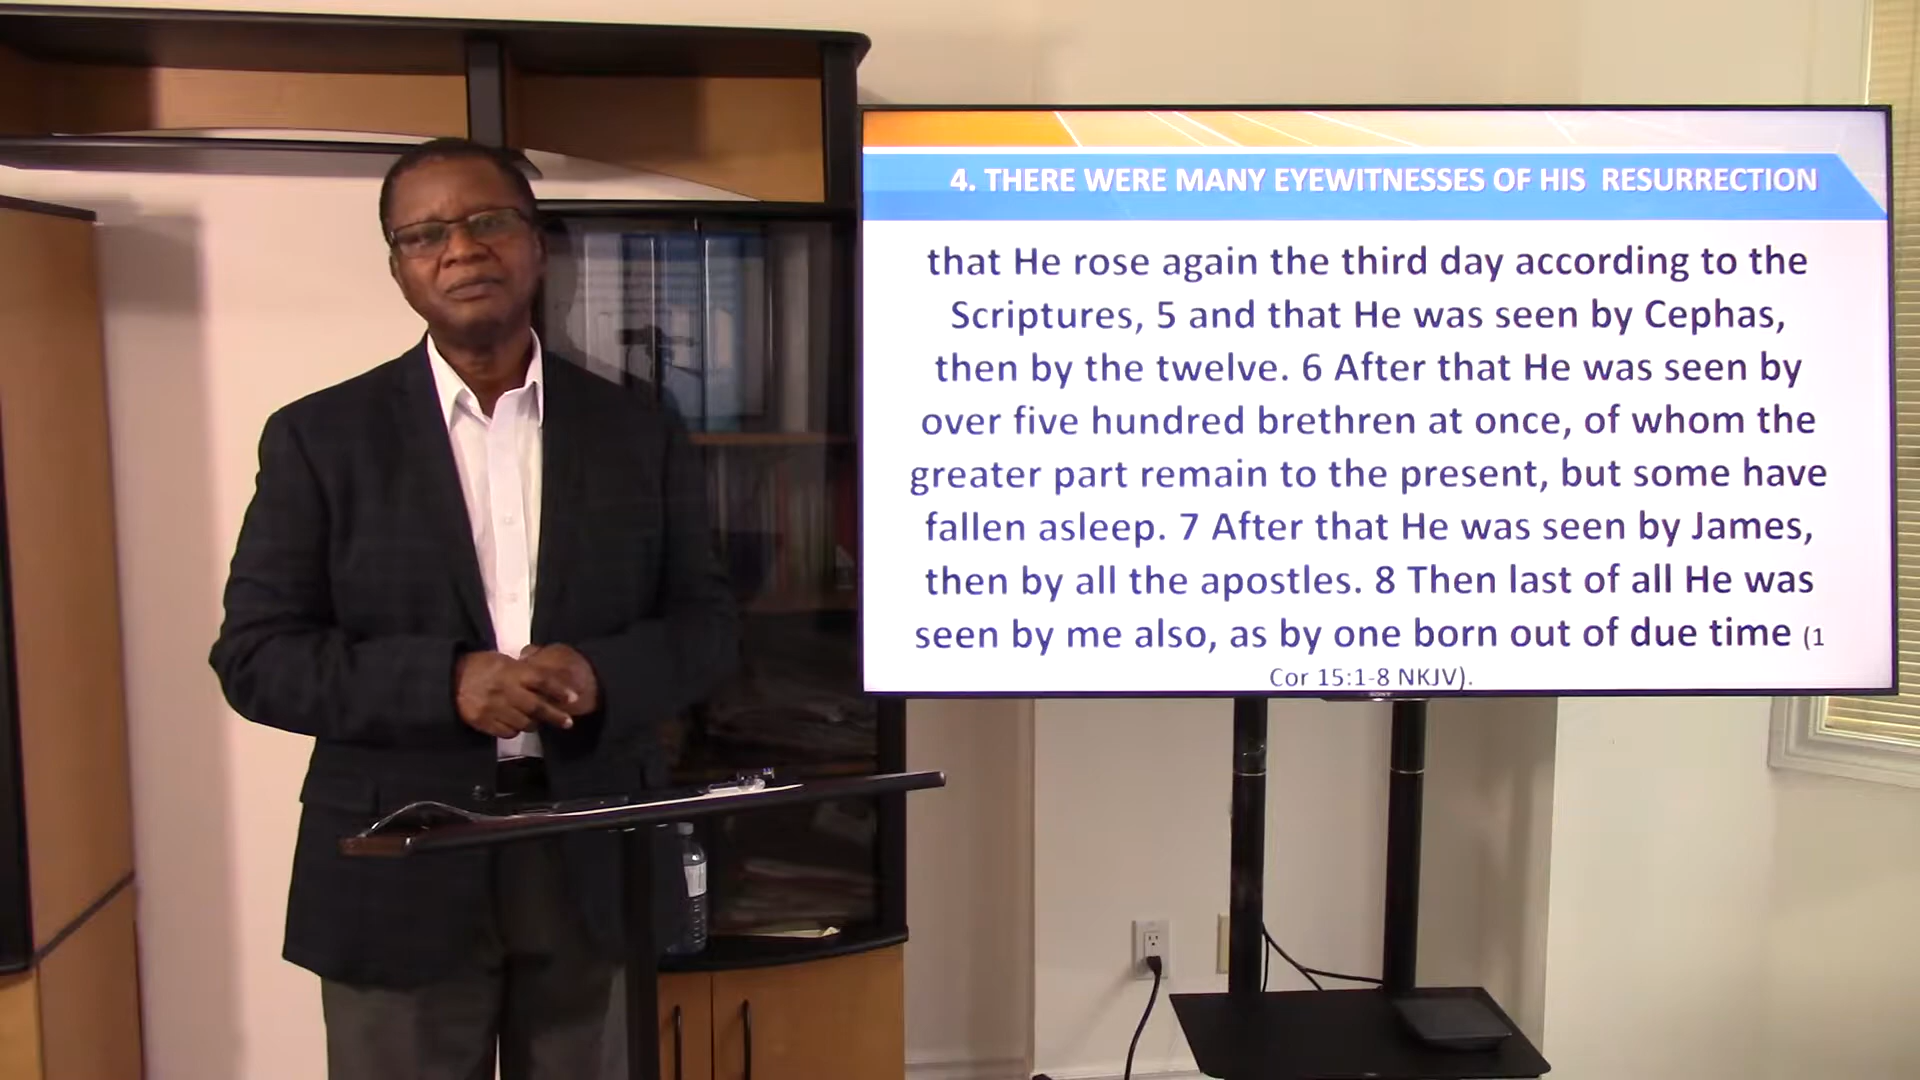 4. THERE WERE MANY EYEWITNESSES OF HIS RESURRECTION
that He rose again the third day according to the
Scriptures, 5 and that He was seen by Cephas,
then by the twelve. 6 After that He was seen by
over five hundred brethren at once, of whom the
greater part remain to the present, but some have
fallen asleep. 7 After that He was seen by James,
then by all the apostles. 8 Then last of all He was
seen by me also, as by one born out of due time (1
Cor 15:1-8 NKJV).
SONY